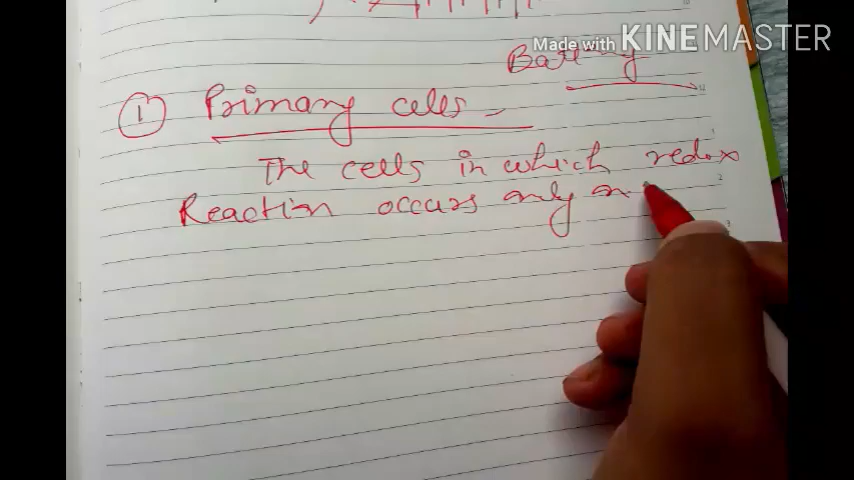 Made with KINEMASTER
Battery
① Primary cells -
The cells in which redox
Reaction occurs only on